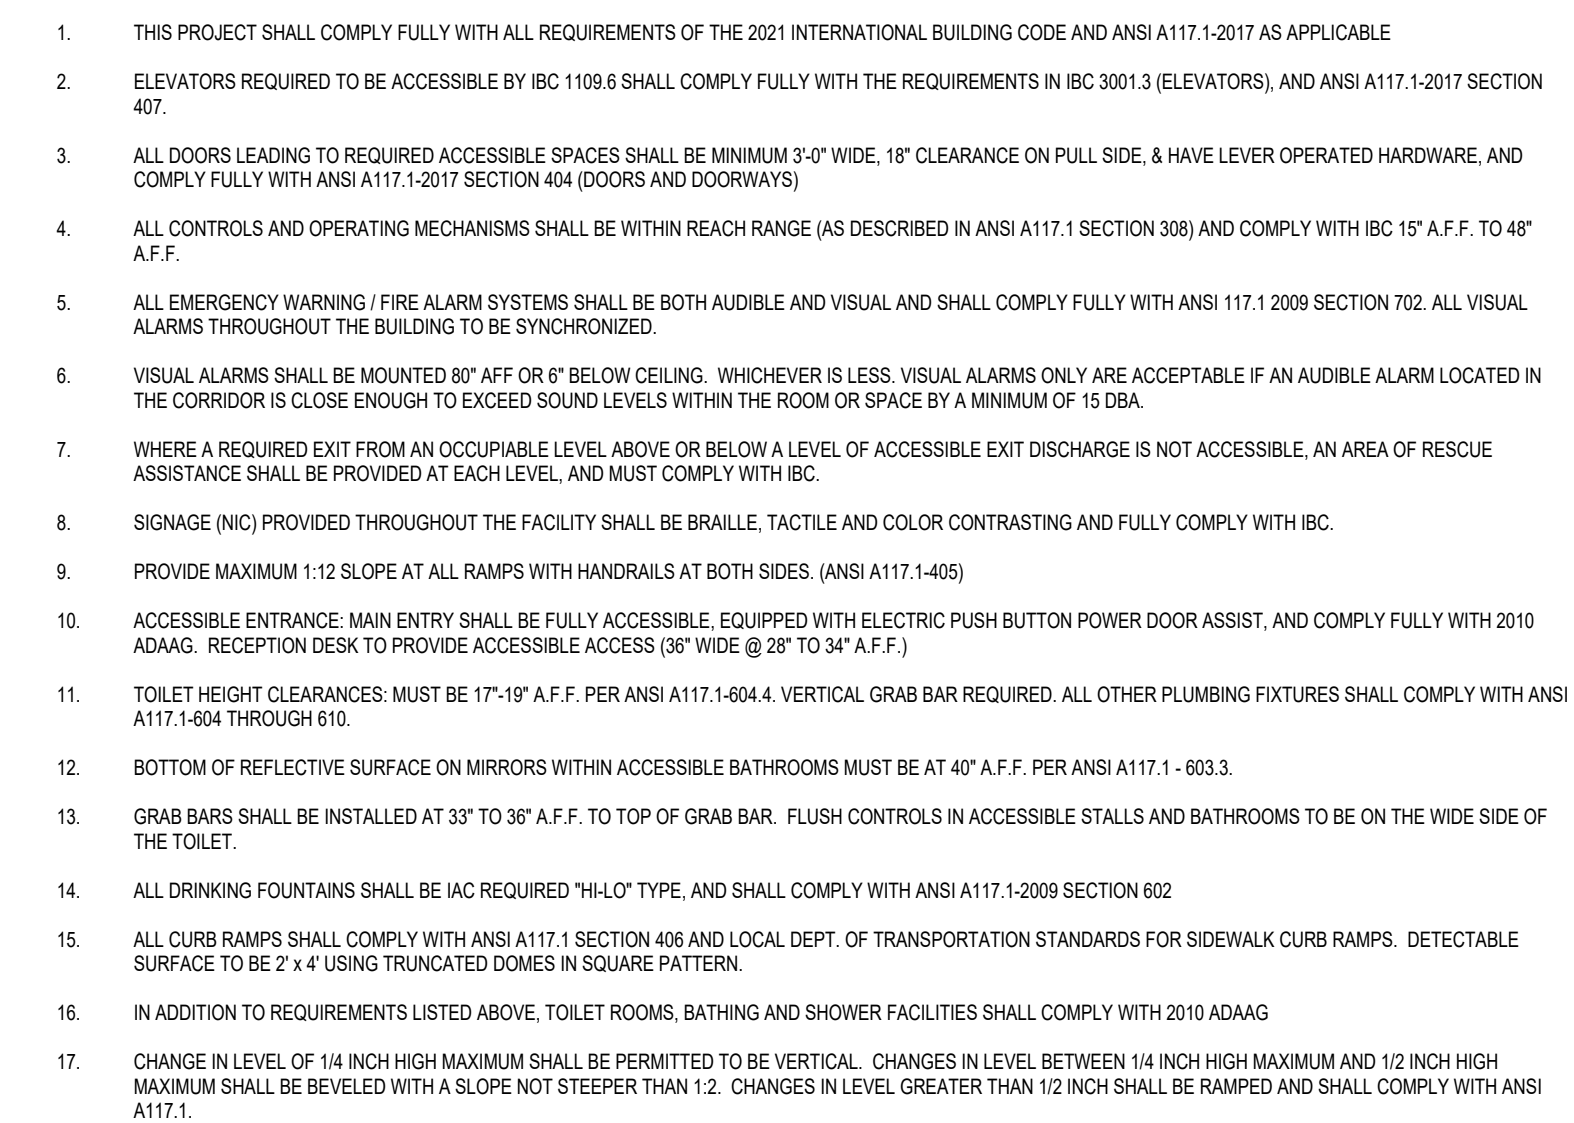 1. THIS PROJECT SHALL COMPLY FULLY WITH ALL REQUIREMENTS OF THE 2021 INTERNATIONAL BUILDING CODE AND ANSI A117.1-2017 AS APPLICABLE
2. ELEVATORS REQUIRED TO BE ACCESSIBLE BY IBC 1109.6 SHALL COMPLY FULLY WITH THE REQUIREMENTS IN IBC 3001.3 (ELEVATORS), AND ANSI A117.1-2017 SECTION
407.
3. ALL DOORS LEADING TO REQUIRED ACCESSIBLE SPACES SHALL BE MINIMUM 3'-0" WIDE, 18" CLEARANCE ON PULL SIDE, & HAVE LEVER OPERATED HARDWARE, AND
COMPLY FULLY WITH ANSI A117.1-2017 SECTION 404 (DOORS AND DOORWAYS)
4. ALL CONTROLS AND OPERATING MECHANISMS SHALL BE WITHIN REACH RANGE (AS DESCRIBED IN ANSI A117.1 SECTION 308) AND COMPLY WITH IBC 15" A.F.F. TO 48"
A.F.F.
5. ALL EMERGENCY WARNING / FIRE ALARM SYSTEMS SHALL BE BOTH AUDIBLE AND VISUAL AND SHALL COMPLY FULLY WITH ANSI 117.1 2009 SECTION 702. ALL VISUAL
ALARMS THROUGHOUT THE BUILDING TO BE SYNCHRONIZED.
6. VISUAL ALARMS SHALL BE MOUNTED 80" AFF OR 6" BELOW CEILING.  WHICHEVER IS LESS. VISUAL ALARMS ONLY ARE ACCEPTABLE IF AN AUDIBLE ALARM LOCATED IN
THE CORRIDOR IS CLOSE ENOUGH TO EXCEED SOUND LEVELS WITHIN THE ROOM OR SPACE BY A MINIMUM OF 15 DBA.
7. WHERE A REQUIRED EXIT FROM AN OCCUPIABLE LEVEL ABOVE OR BELOW A LEVEL OF ACCESSIBLE EXIT DISCHARGE IS NOT ACCESSIBLE, AN AREA OF RESCUE
ASSISTANCE SHALL BE PROVIDED AT EACH LEVEL, AND MUST COMPLY WITH IBC.
8. SIGNAGE (NIC) PROVIDED THROUGHOUT THE FACILITY SHALL BE BRAILLE, TACTILE AND COLOR CONTRASTING AND FULLY COMPLY WITH IBC.
9. PROVIDE MAXIMUM 1:12 SLOPE AT ALL RAMPS WITH HANDRAILS AT BOTH SIDES. (ANSI A117.1-405)
10. ACCESSIBLE ENTRANCE: MAIN ENTRY SHALL BE FULLY ACCESSIBLE, EQUIPPED WITH ELECTRIC PUSH BUTTON POWER DOOR ASSIST, AND COMPLY FULLY WITH 2010
ADAAG.  RECEPTION DESK TO PROVIDE ACCESSIBLE ACCESS (36" WIDE @ 28" TO 34" A.F.F.)
11. TOILET HEIGHT CLEARANCES: MUST BE 17"-19" A.F.F. PER ANSI A117.1-604.4. VERTICAL GRAB BAR REQUIRED. ALL OTHER PLUMBING FIXTURES SHALL COMPLY WITH ANSI
A117.1-604 THROUGH 610.
12. BOTTOM OF REFLECTIVE SURFACE ON MIRRORS WITHIN ACCESSIBLE BATHROOMS MUST BE AT 40" A.F.F. PER ANSI A117.1 - 603.3.
13. GRAB BARS SHALL BE INSTALLED AT 33" TO 36" A.F.F. TO TOP OF GRAB BAR.  FLUSH CONTROLS IN ACCESSIBLE STALLS AND BATHROOMS TO BE ON THE WIDE SIDE OF
THE TOILET.
14. ALL DRINKING FOUNTAINS SHALL BE IAC REQUIRED "HI-LO" TYPE, AND SHALL COMPLY WITH ANSI A117.1-2009 SECTION 602
15. ALL CURB RAMPS SHALL COMPLY WITH ANSI A117.1 SECTION 406 AND LOCAL DEPT. OF TRANSPORTATION STANDARDS FOR SIDEWALK CURB RAMPS.  DETECTABLE
SURFACE TO BE 2' x 4' USING TRUNCATED DOMES IN SQUARE PATTERN.
16. IN ADDITION TO REQUIREMENTS LISTED ABOVE, TOILET ROOMS, BATHING AND SHOWER FACILITIES SHALL COMPLY WITH 2010 ADAAG
17. CHANGE IN LEVEL OF 1/4 INCH HIGH MAXIMUM SHALL BE PERMITTED TO BE VERTICAL.  CHANGES IN LEVEL BETWEEN 1/4 INCH HIGH MAXIMUM AND 1/2 INCH HIGH
MAXIMUM SHALL BE BEVELED WITH A SLOPE NOT STEEPER THAN 1:2.  CHANGES IN LEVEL GREATER THAN 1/2 INCH SHALL BE RAMPED AND SHALL COMPLY WITH ANSI
A117.1.